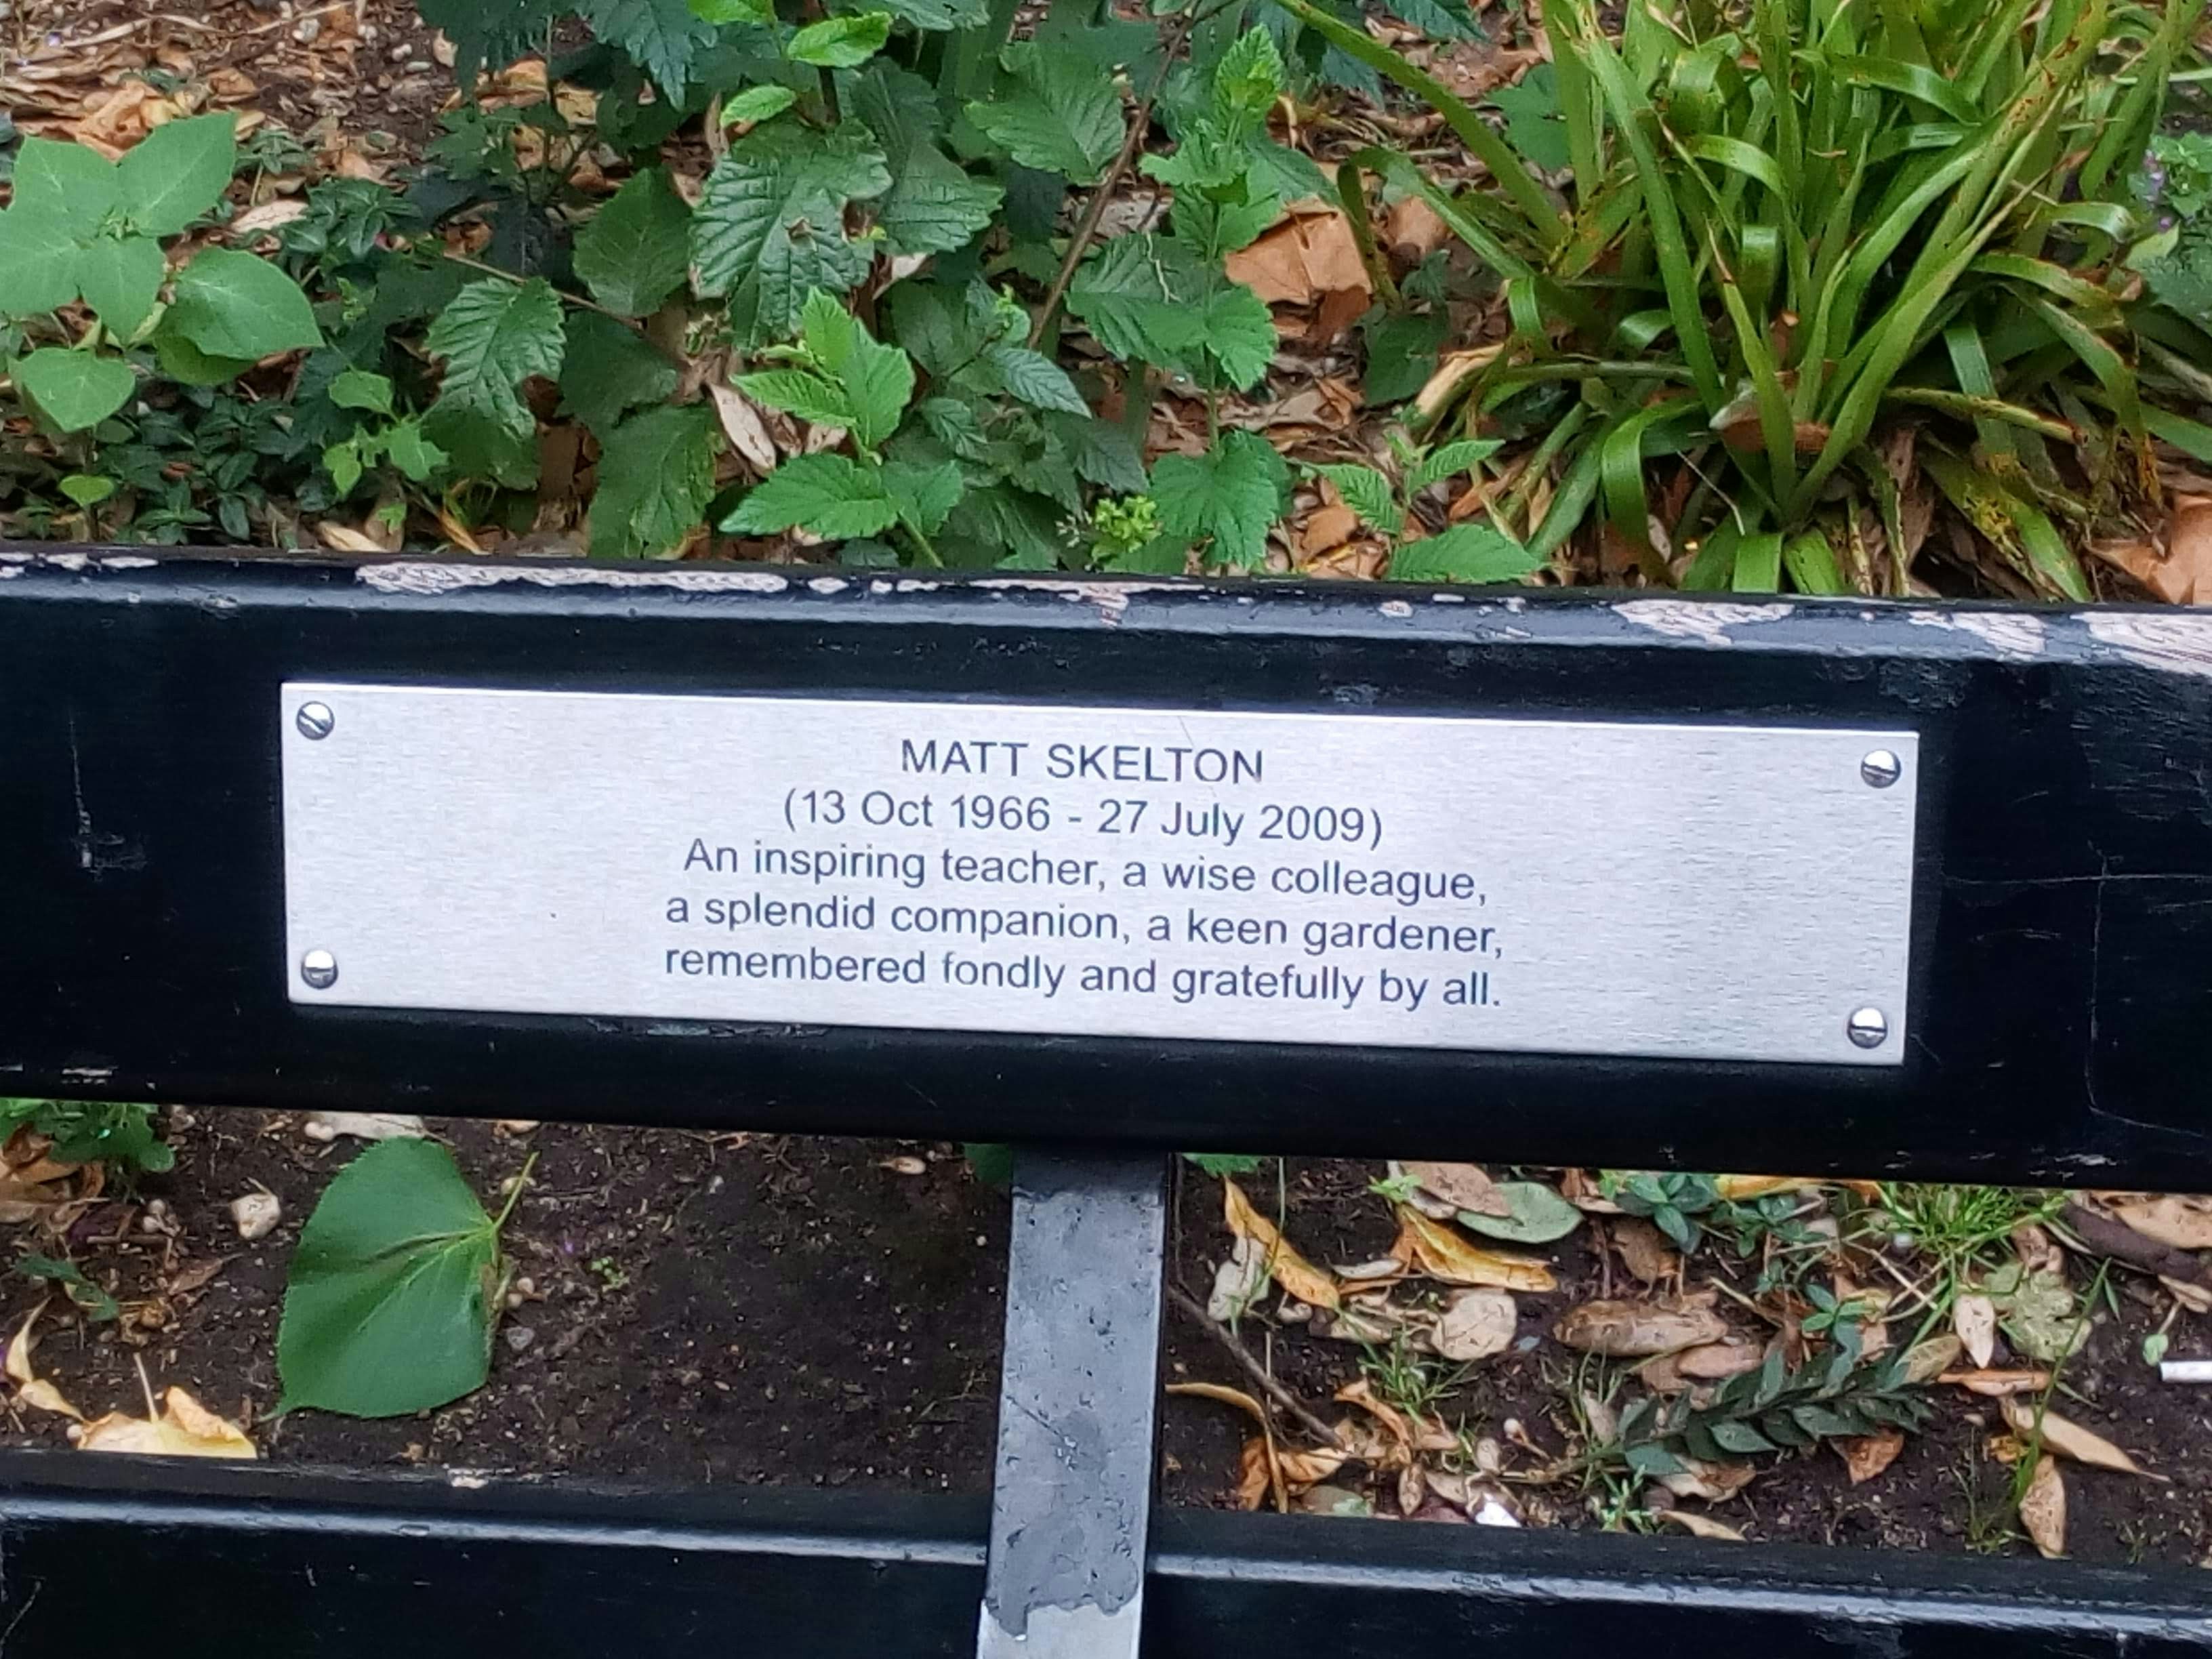 MATT SKELTON
(13 Oct 1966 - 27 July 2009)
An inspiring teacher, a wise colleague,
a splendid companion, a keen gardener,
remembered fondly and gratefully by all.